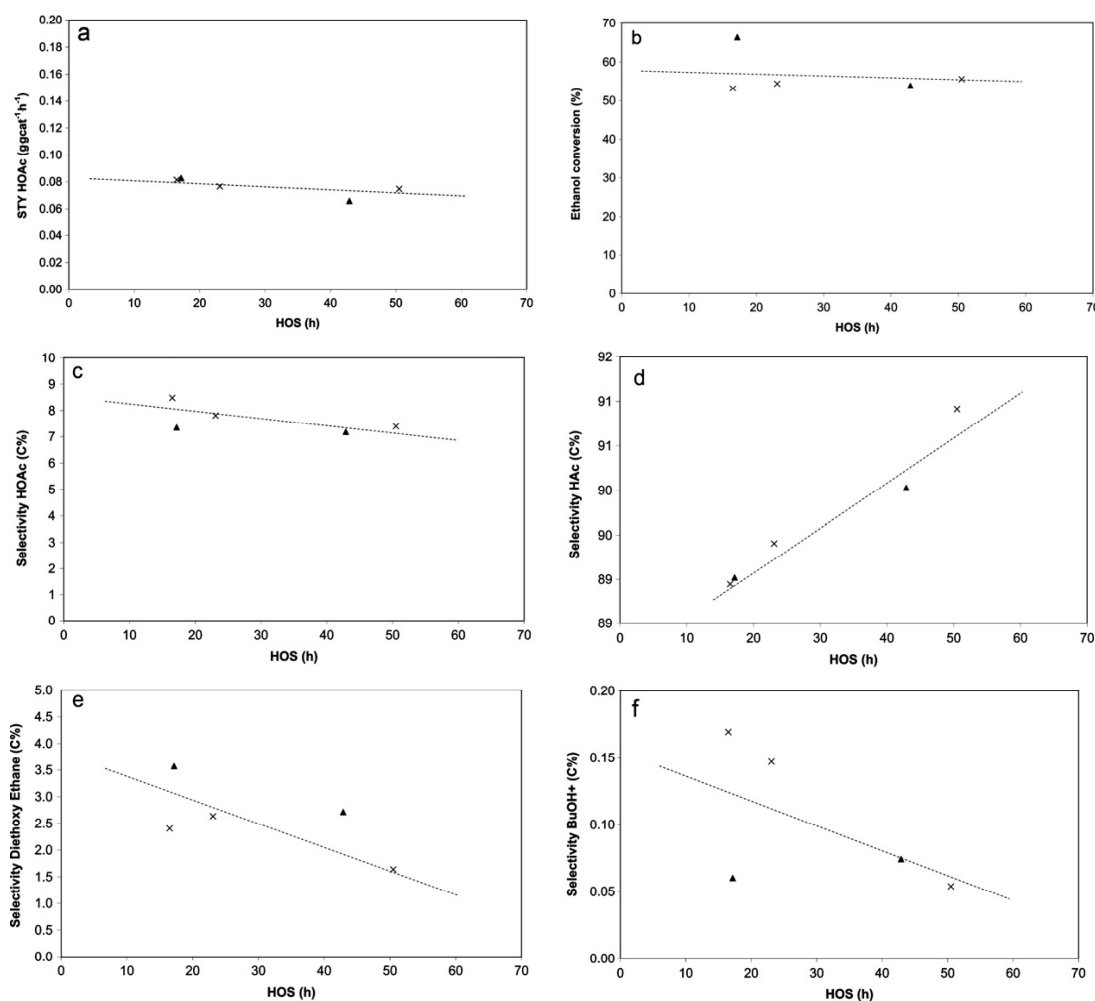 a
0.20
0.18
0.16
0.14
0.12
0.10
0.08
0.06
0.04
0.02
0.00
STY HOAc (ggcat⁻¹h⁻¹)
0 10 20 30 40 50 60 70
HOS (h)
b
70
60
50
40
30
20
10
0
Ethanol conversion (%)
0 10 20 30 40 50 60 70
HOS (h)
c
10
9
8
7
6
5
4
3
2
1
0
Selectivity HOAc (C%)
0 10 20 30 40 50 60 70
HOS (h)
d
92
91
91
90
90
89
89
Selectivity HAc (C%)
0 10 20 30 40 50 60 70
HOS (h)
e
5.0
4.5
4.0
3.5
3.0
2.5
2.0
1.5
1.0
0.5
0.0
Selectivity Diethoxy Ethane (C%)
0 10 20 30 40 50 60 70
HOS (h)
f
0.20
0.15
0.10
0.05
0.00
Selectivity BuOH+ (C%)
0 10 20 30 40 50 60 70
HOS (h)